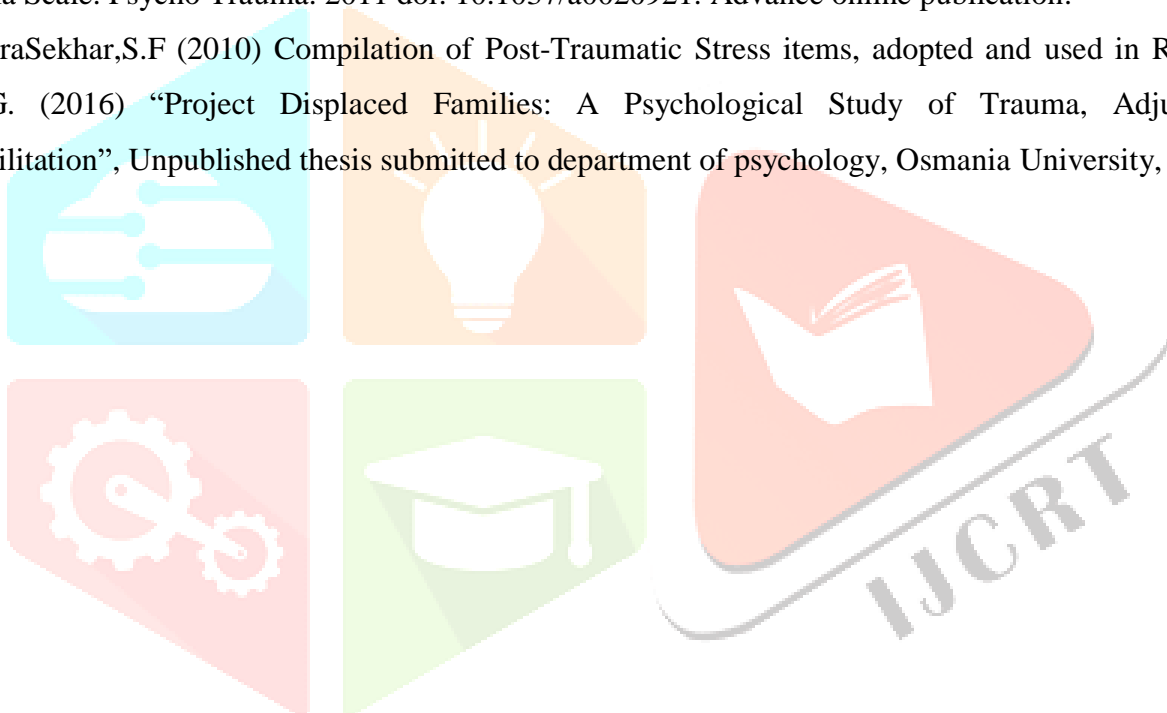 Scale. Psycho Trauma. 2011 doi: 10.1037/a0020921. Advance online publication.
raSekhar,S.F (2010) Compilation of Post-Traumatic Stress items, adopted and used in R
G. (2016) “Project Displaced Families: A Psychological Study of Trauma, Adju
ilitation”, Unpublished thesis submitted to department of psychology, Osmania University,
IJCRT